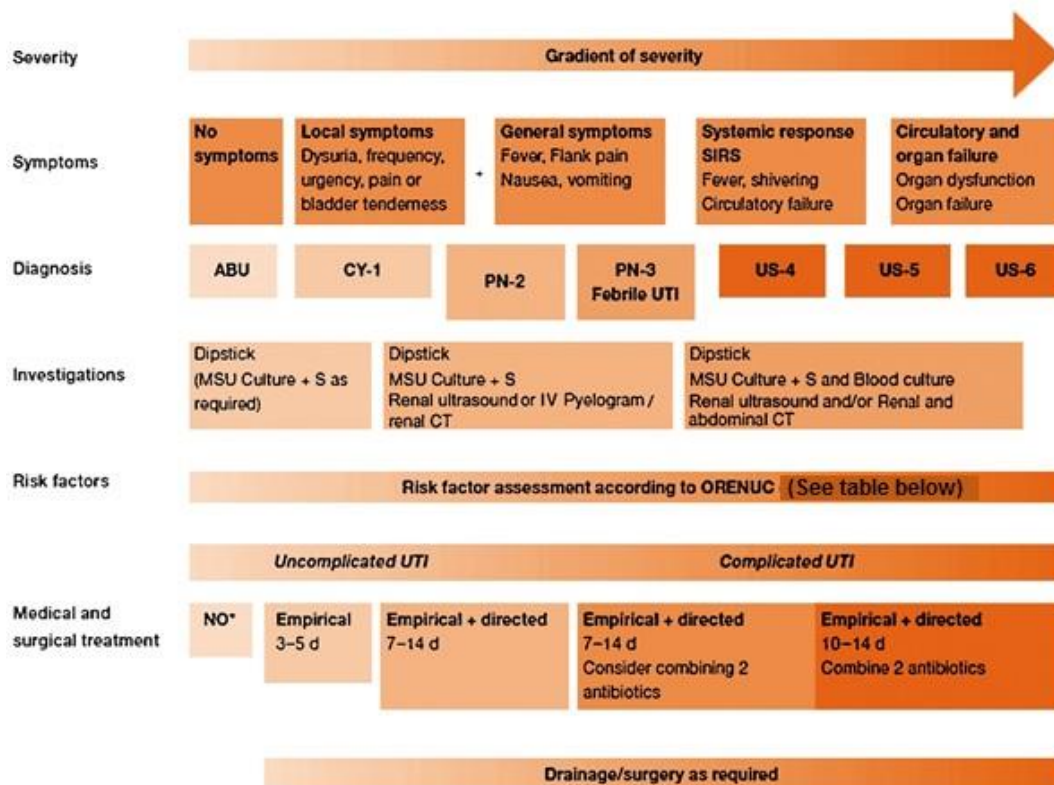 Severity
Gradient of severity
Symptoms
No
symptoms
Local symptoms
Dysuria, frequency,
urgency, pain or
bladder tenderness
+
General symptoms
Fever, Flank pain
Nausea, vomiting
Systemic response
SIRS
Fever, shivering
Circulatory failure
Circulatory and
organ failure
Organ dysfunction
Organ failure
Diagnosis
ABU
CY-1
PN-2
PN-3
Febrile UTI
US-4
US-5
US-6
Investigations
Dipstick
(MSU Culture + S as
required)
Dipstick
MSU Culture + S
Renal ultrasound or IV Pyelogram /
renal CT
Dipstick
MSU Culture + S and Blood culture
Renal ultrasound and/or Renal and
abdominal CT
Risk factors
Risk factor assessment according to ORENUC (See table below)
Uncomplicated UTI
Complicated UTI
Medical and
surgical treatment
NO*
Empirical
3–5 d
Empirical + directed
7–14 d
Empirical + directed
7–14 d
Consider combining 2
antibiotics
Empirical + directed
10–14 d
Combine 2 antibiotics
Drainage/surgery as required